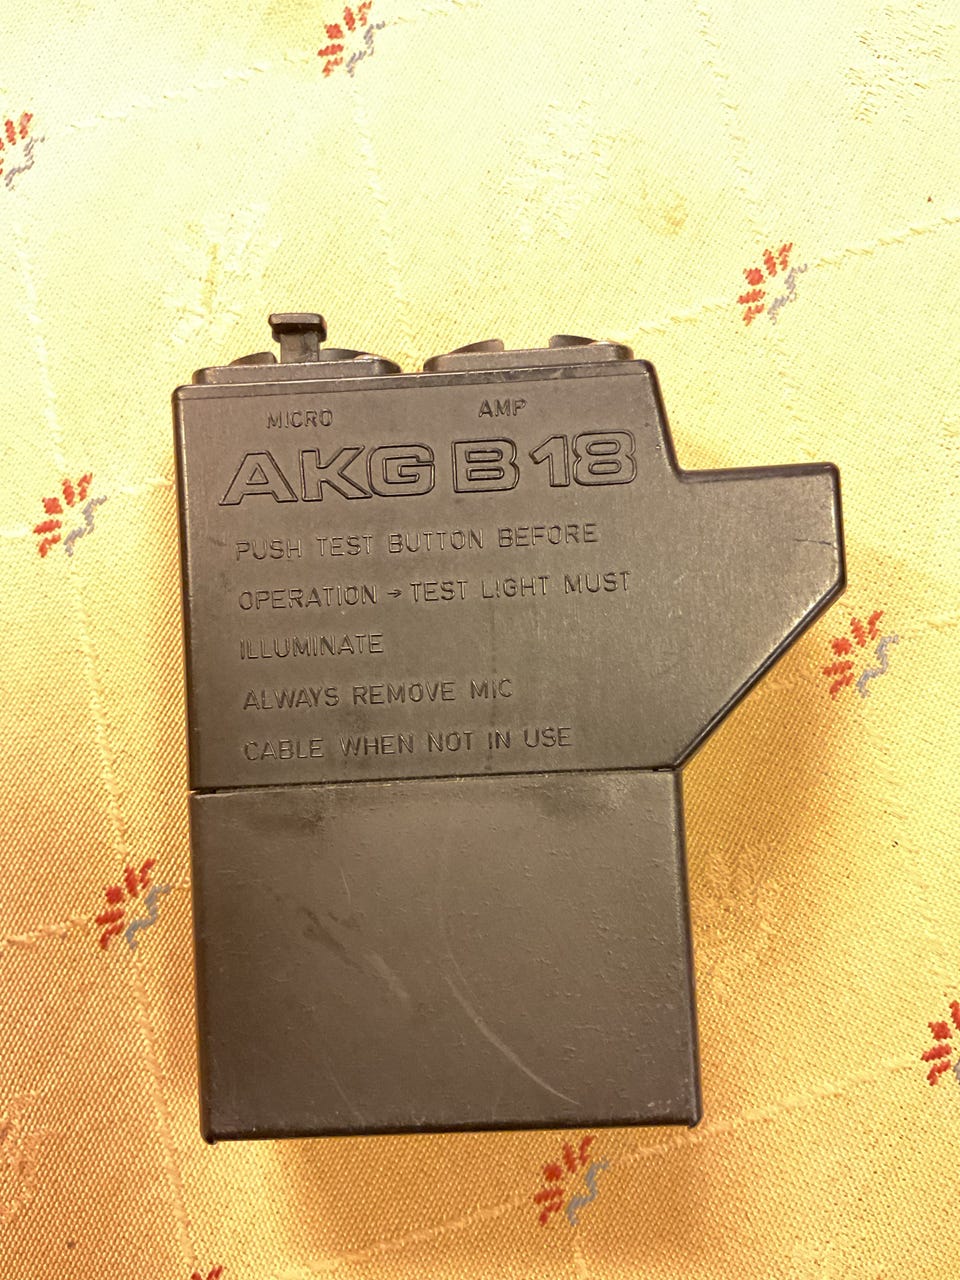 MICRO AMP
AKG B18
PUSH TEST BUTTON BEFORE
OPERATION → TEST LIGHT MUST
ILLUMINATE
ALWAYS REMOVE MIC
CABLE WHEN NOT IN USE